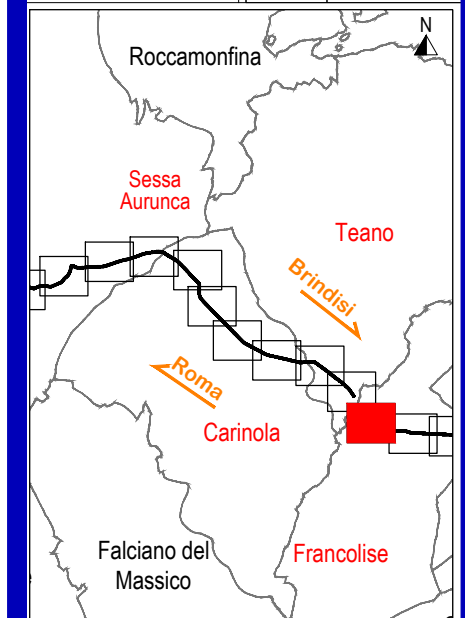 N
Roccamonfina
Sessa
Aurunca
Teano
Brindisi
Roma
Carinola
Falciano del
Massico
Francolise